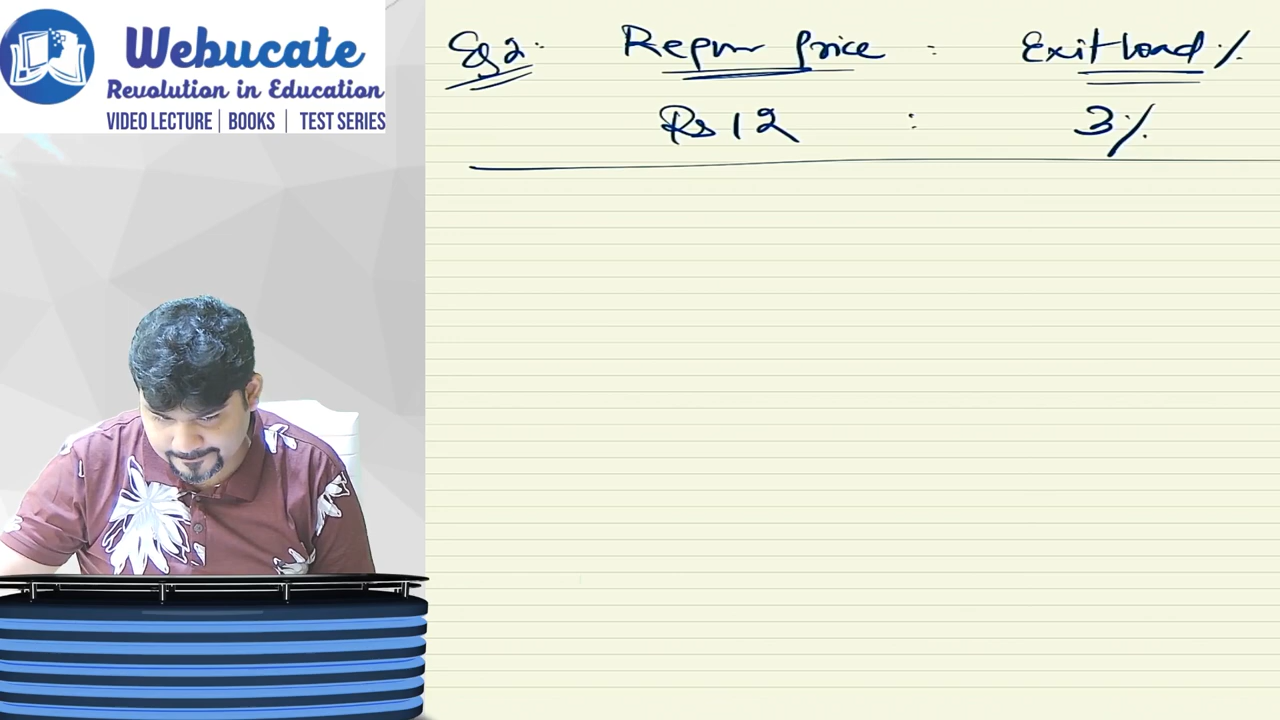 Webucate
Revolution in Education
VIDEO LECTURE | BOOKS | TEST SERIES
Eg 2: Repur price : Exit load %
Rs 12 : 3%